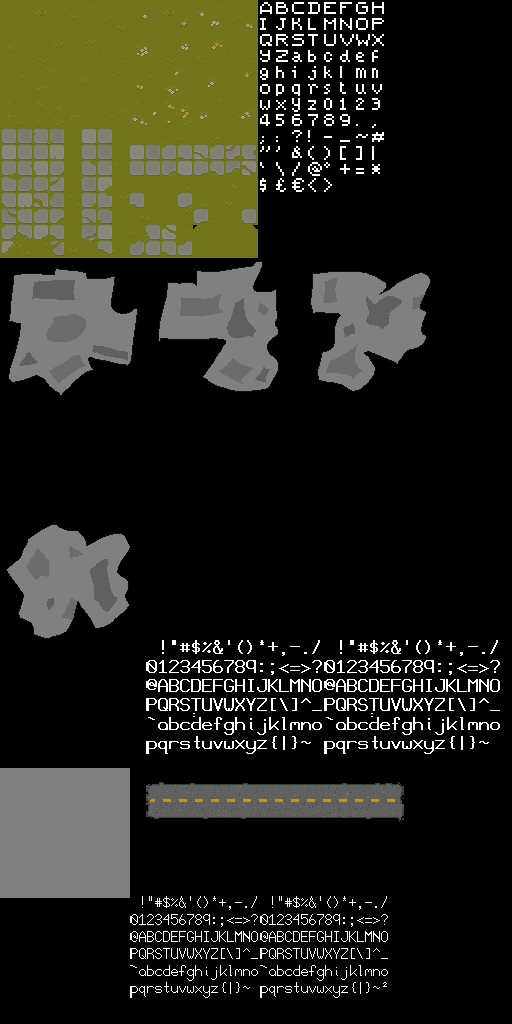 ABCDEFGH
IJKLMNOP
QRSTUVWX
YZabcdef
ghijklmn
opqrstuv
wxyz0123
456789.,
;:?!-_~#
"'&()[]|
`\/@°+=*
$£€<>
!"#$%&'()*+,-./ !"#$%&'()*+,-./
0123456789:;<=>?0123456789:;<=>?
@ABCDEFGHIJKLMNO@ABCDEFGHIJKLMNO
PQRSTUVWXYZ[\]^_PQRSTUVWXYZ[\]^_
`abcdefghijklmno`abcdefghijklmno
pqrstuvwxyz{|}~ pqrstuvwxyz{|}~
!"#$%&'()*+,-./ !"#$%&'()*+,-./
0123456789:;<=>?0123456789:;<=>?
@ABCDEFGHIJKLMNO@ABCDEFGHIJKLMNO
PQRSTUVWXYZ[\]^_PQRSTUVWXYZ[\]^_
`abcdefghijklmno`abcdefghijklmno
pqrstuvwxyz{|}~ pqrstuvwxyz{|}~²